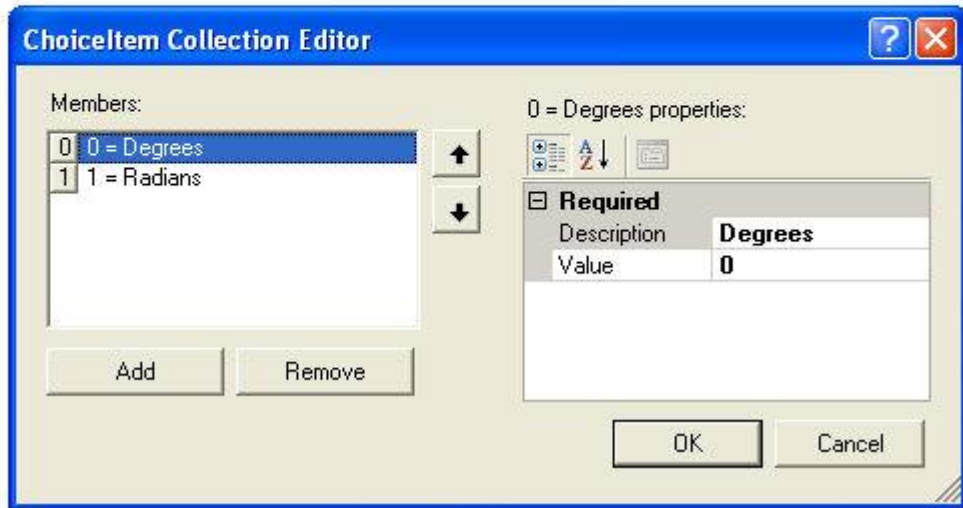 ChoiceItem Collection Editor
Members:
0 0 = Degrees
1 1 = Radians
Add Remove
0 = Degrees properties:
Required
Description Degrees
Value 0
OK Cancel